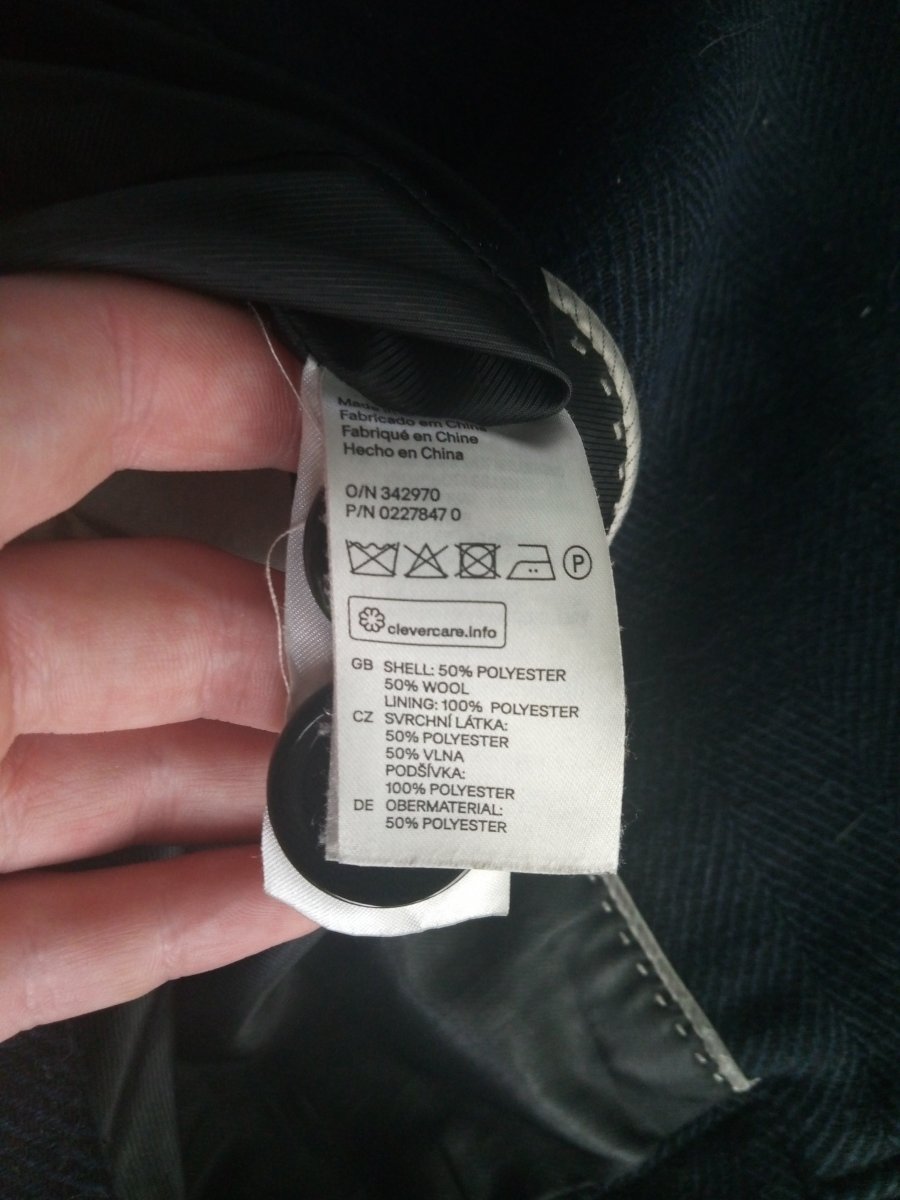 Made
Fabricado em China
Fabriqué en Chine
Hecho en China
O/N 342970
P/N 0227847 0
P
clevercare.info
GB SHELL: 50% POLYESTER
50% WOOL
LINING: 100% POLYESTER
CZ SVRCHNÍ LÁTKA:
50% POLYESTER
50% VLNA
PODŠÍVKA:
100% POLYESTER
DE OBERMATERIAL:
50% POLYESTER